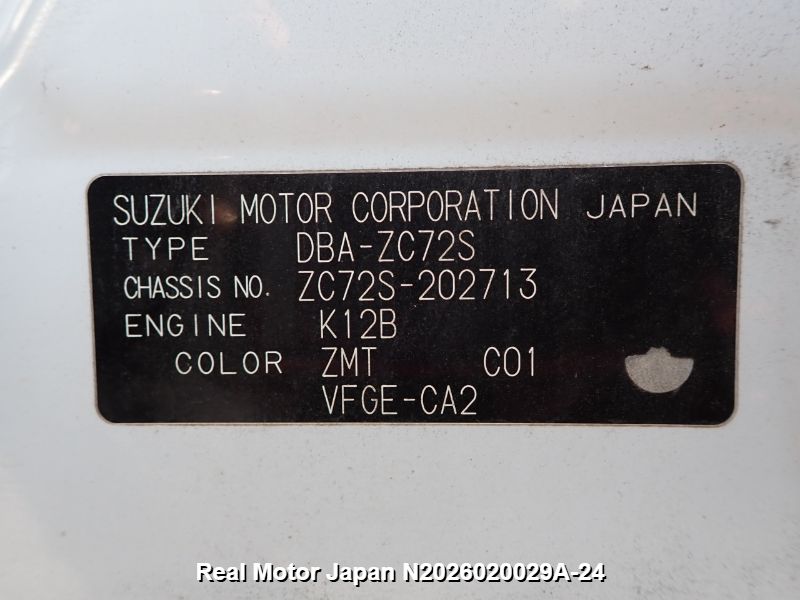 SUZUKI MOTOR CORPORATION JAPAN
TYPE DBA-ZC72S
CHASSIS NO. ZC72S-202713
ENGINE K12B
COLOR ZMT C01
VFGE-CA2
Real Motor Japan N2026020029A-24